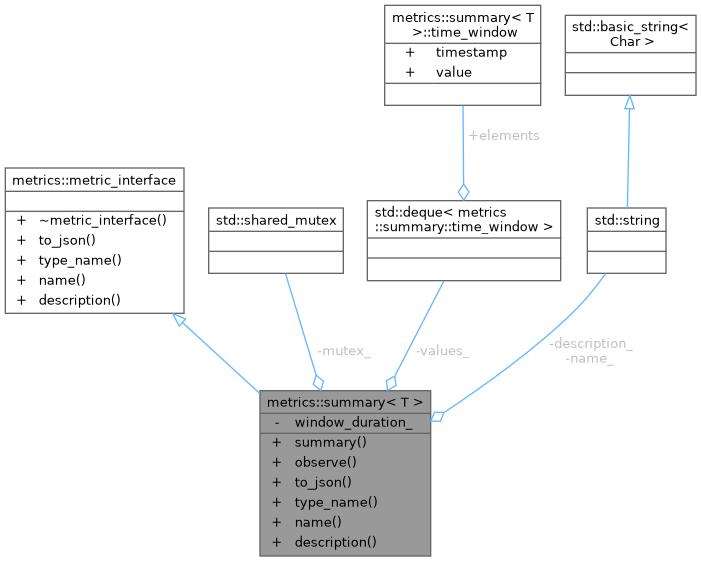 metrics::summary< T
>::time_window
+ timestamp
+ value
std::basic_string<
Char >
+elements
metrics::metric_interface
+ ~metric_interface()
+ to_json()
+ type_name()
+ name()
+ description()
std::shared_mutex
std::deque< metrics
::summary::time_window >
std::string
-mutex_
-values_
-description_
-name_
metrics::summary< T >
- window_duration_
+ summary()
+ observe()
+ to_json()
+ type_name()
+ name()
+ description()